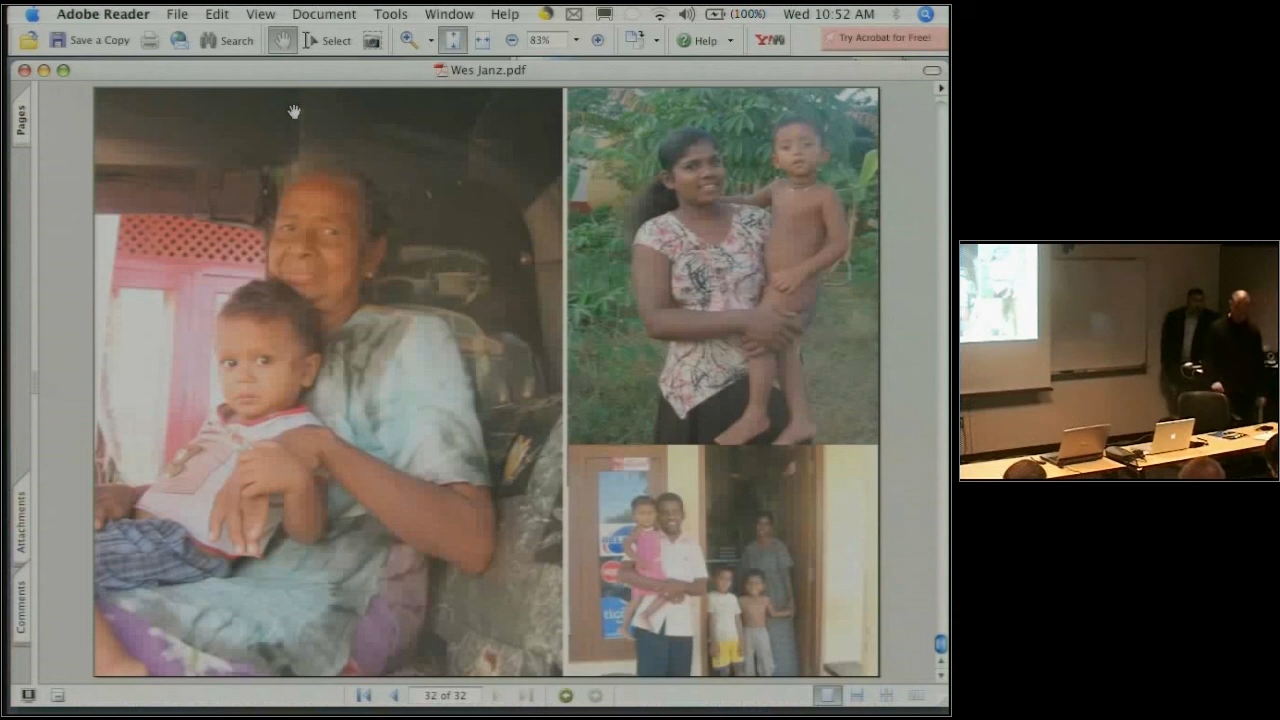 Adobe Reader File Edit View Document Tools Window Help (100%) Wed 10:52 AM
Save a Copy Search Select 83% Help Y! Try Acrobat for Free!
Wes Janz.pdf
Pages
Attachments
Comments
32 of 32